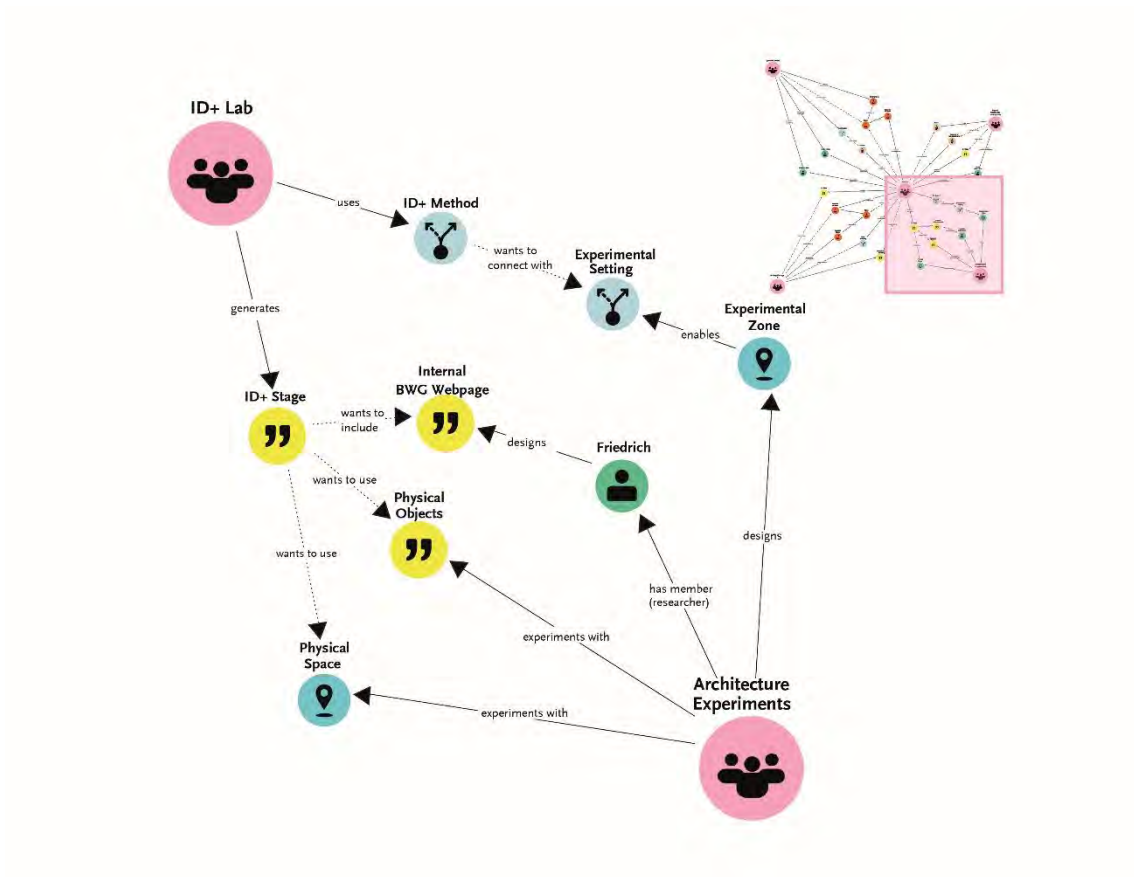 ID+ Lab
uses
ID+ Method
wants to
connect with
Experimental
Setting
Experimental
Zone
enables
generates
Internal
BWG Webpage
ID+ Stage
wants to
include
designs
Friedrich
wants to use
Physical
Objects
designs
wants to use
has member
(researcher)
experiments with
Physical
Space
Architecture
Experiments
experiments with